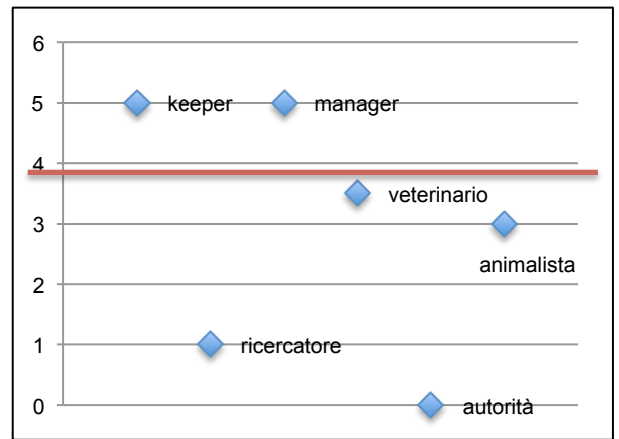 6
5
keeper
manager
4
veterinario
3
animalista
2
1
ricercatore
0
autorità